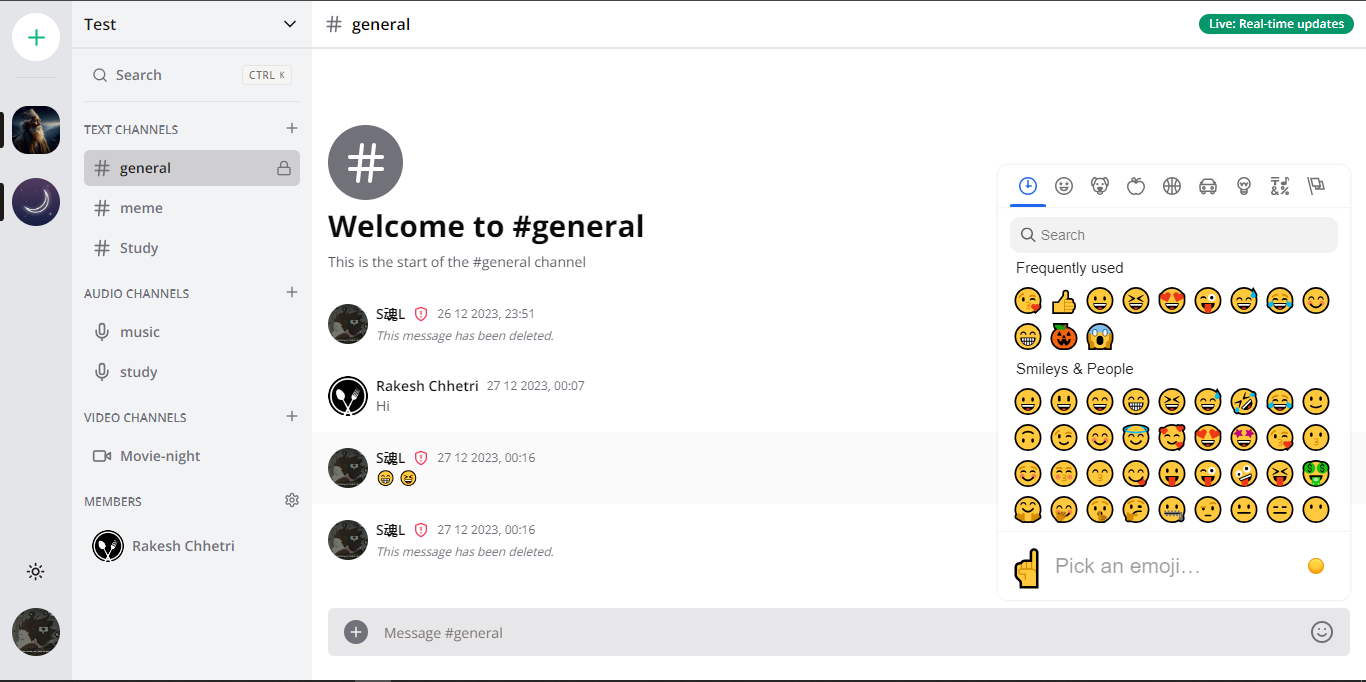 Test
Search
CTRL K
TEXT CHANNELS
general
meme
Study
AUDIO CHANNELS
music
study
VIDEO CHANNELS
Movie-night
MEMBERS
Rakesh Chhetri
# general
Live: Real-time updates
#
Welcome to #general
This is the start of the #general channel
S魂L 26 12 2023, 23:51
This message has been deleted.
Rakesh Chhetri 27 12 2023, 00:07
Hi
S魂L 27 12 2023, 00:16
😁 😆
S魂L 27 12 2023, 00:16
This message has been deleted.
Message #general
Search
Frequently used
Smileys & People
Pick an emoji…